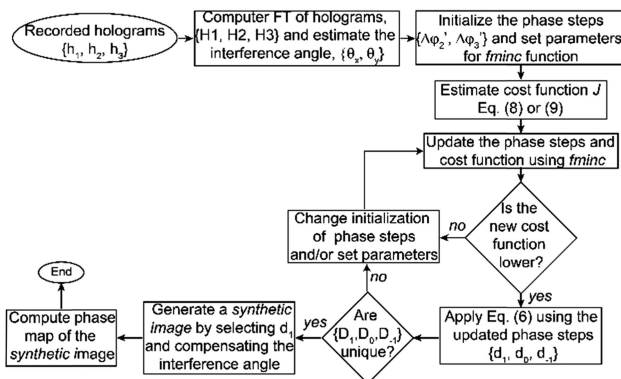 Recorded holograms
{h₁, h₂, h₃}
Computer FT of holograms,
{H1, H2, H3} and estimate the
interference angle, {θₓ, θᵧ}
Initialize the phase steps
{Δφ₂', Δφ₃'} and set parameters
for fminc function
Estimate cost function J
Eq. (8) or (9)
Update the phase steps and
cost function using fminc
Is the
new cost
function
lower?
no
Change initialization
of phase steps
and/or set parameters
yes
Apply Eq. (6) using the
updated phase steps
{d₁, d₀, d₋₁}
Are
{D₁,D₀,D₋₁}
unique?
no
yes
Generate a synthetic
image by selecting d₁
and compensating the
interference angle
Compute phase
map of the
synthetic image
End